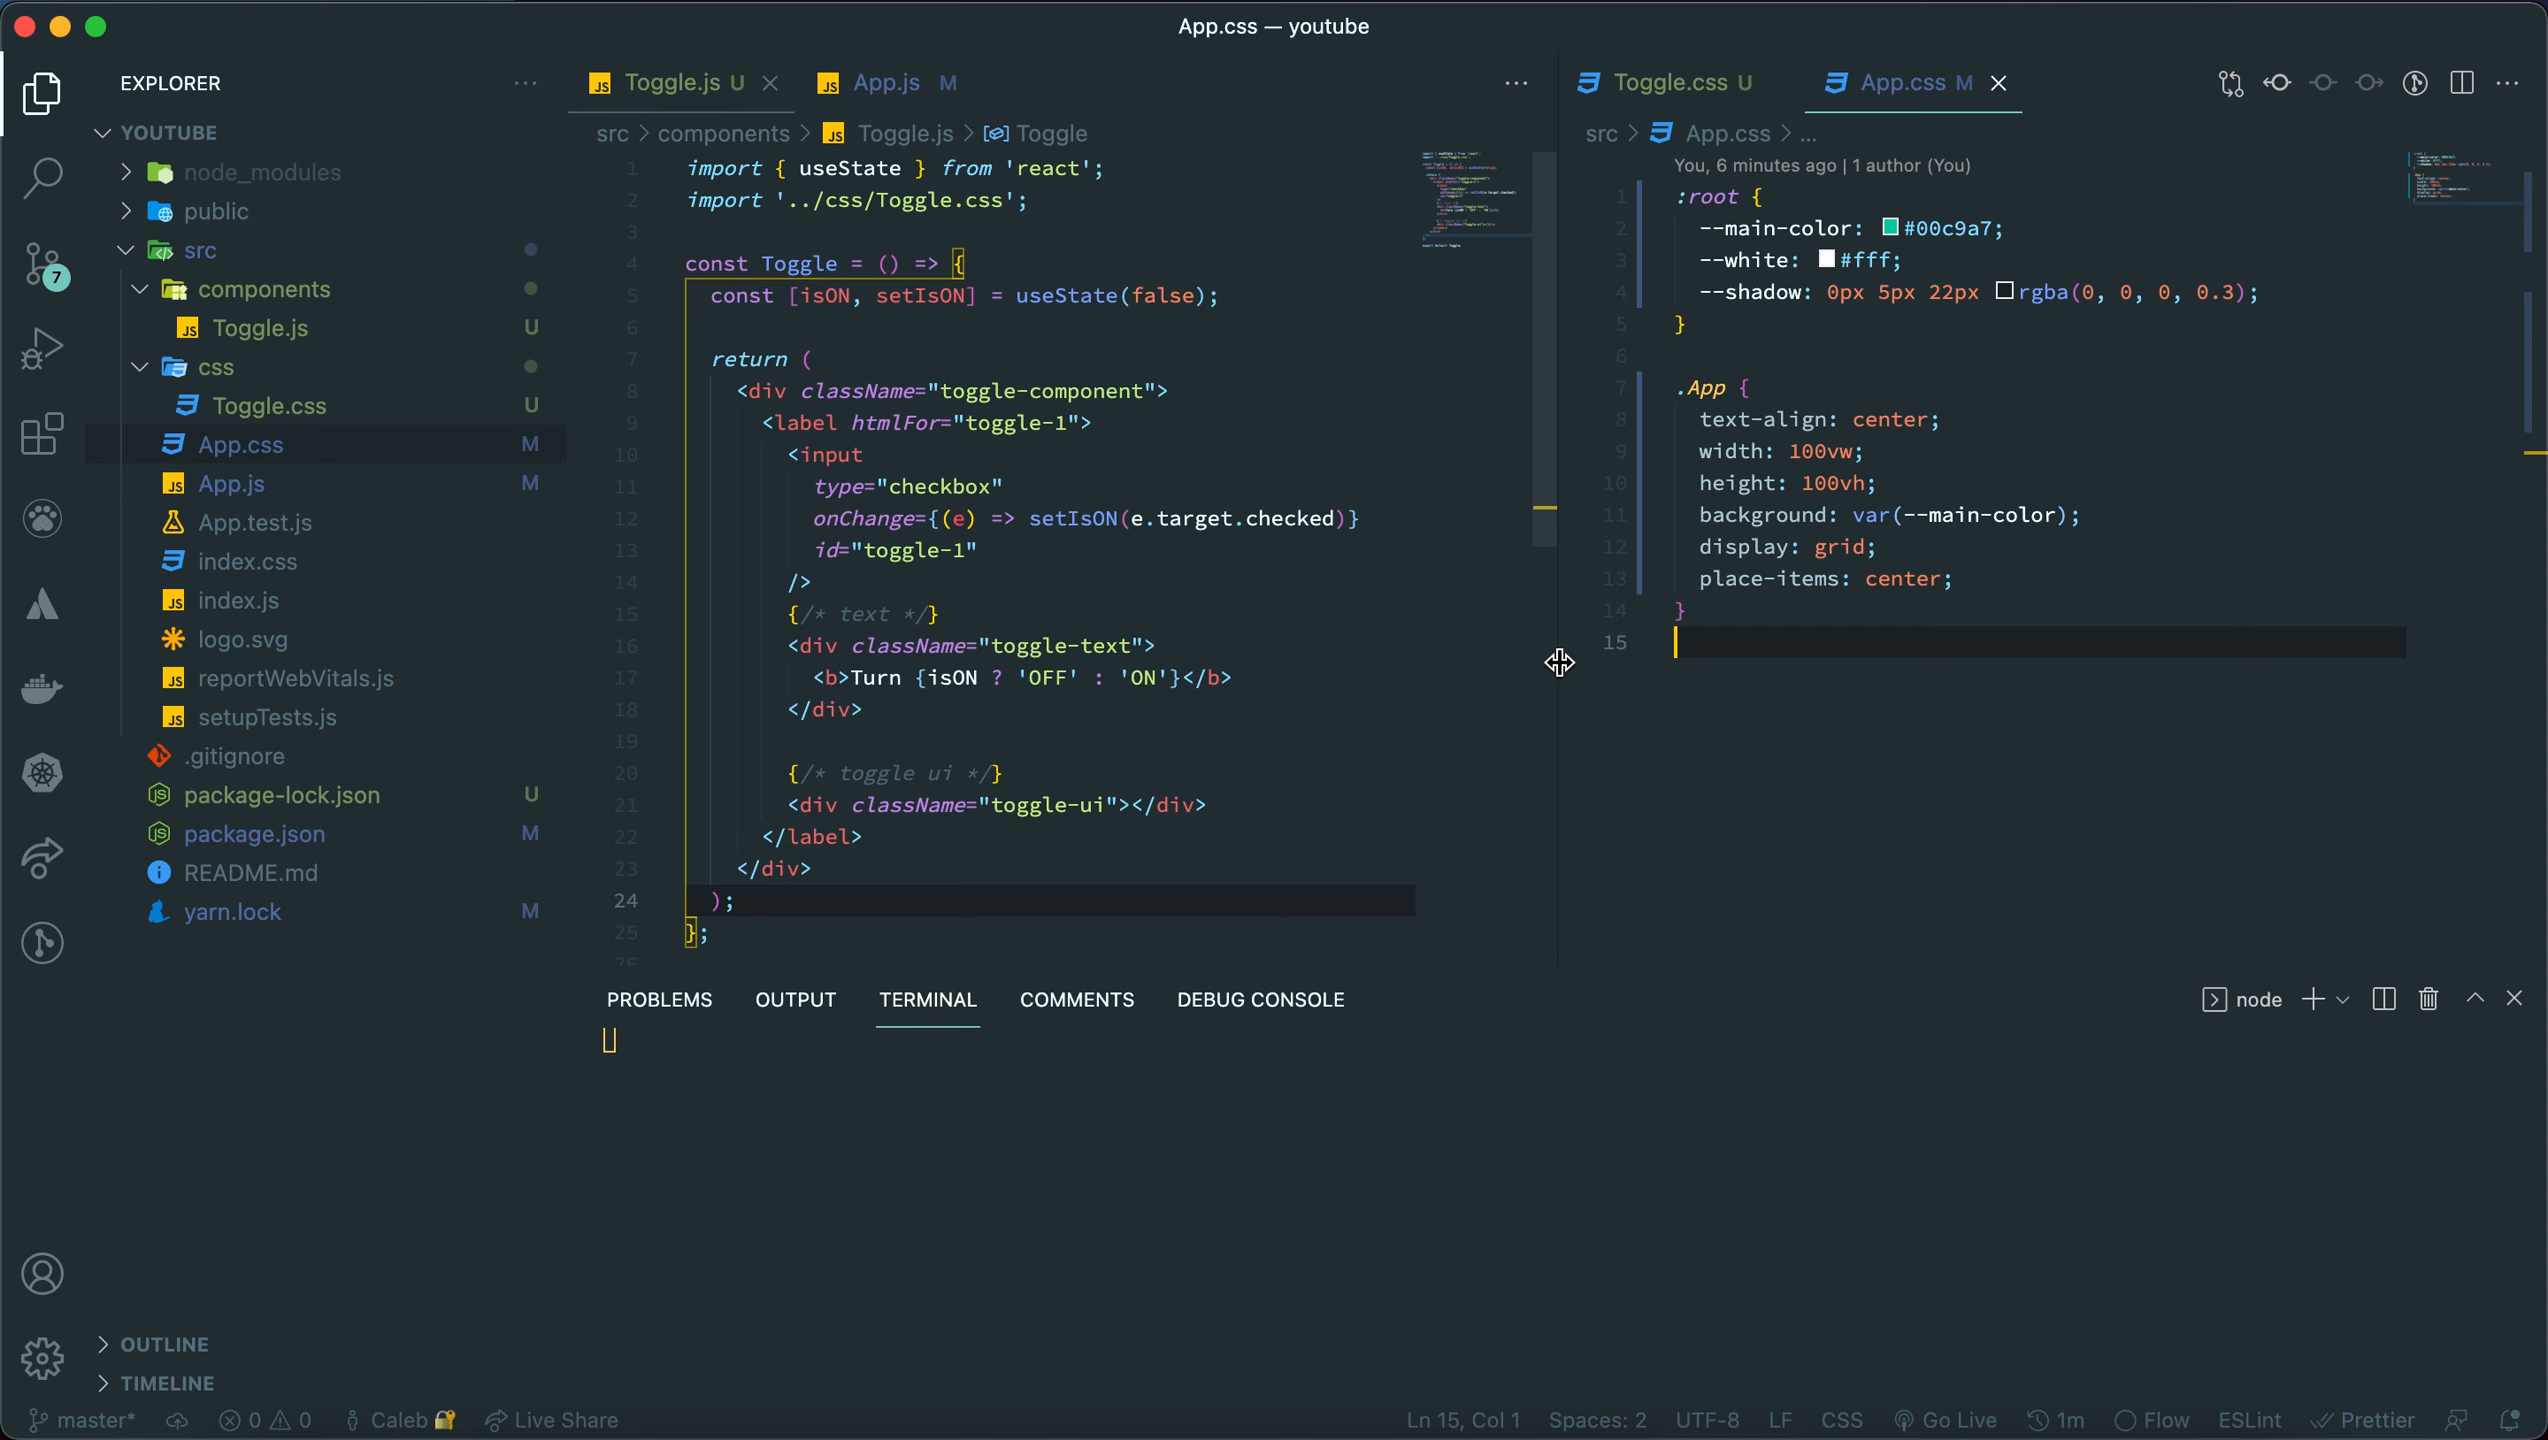 App.css — youtube
EXPLORER
YOUTUBE
node_modules
public
src
components
Toggle.js U
css
Toggle.css U
App.css M
App.js M
App.test.js
index.css
index.js
logo.svg
reportWebVitals.js
setupTests.js
.gitignore
package-lock.json U
package.json M
README.md
yarn.lock M
OUTLINE
TIMELINE
7
Toggle.js U
App.js M
src > components > Toggle.js > Toggle
1 import { useState } from 'react';
2 import '../css/Toggle.css';
3
4 const Toggle = () => {
5 const [isON, setIsON] = useState(false);
6
7 return (
8 <div className="toggle-component">
9 <label htmlFor="toggle-1">
10 <input
11 type="checkbox"
12 onChange={(e) => setIsON(e.target.checked)}
13 id="toggle-1"
14 />
15 {/* text */}
16 <div className="toggle-text">
17 <b>Turn {isON ? 'OFF' : 'ON'}</b>
18 </div>
19
20 {/* toggle ui */}
21 <div className="toggle-ui"></div>
22 </label>
23 </div>
24 );
25 };
26
Toggle.css U
App.css M
src > App.css > ...
You, 6 minutes ago | 1 author (You)
1 :root {
2 --main-color: #00c9a7;
3 --white: #fff;
4 --shadow: 0px 5px 22px rgba(0, 0, 0, 0.3);
5 }
6
7 .App {
8 text-align: center;
9 width: 100vw;
10 height: 100vh;
11 background: var(--main-color);
12 display: grid;
13 place-items: center;
14 }
15
PROBLEMS OUTPUT TERMINAL COMMENTS DEBUG CONSOLE
node
master* 0 0 Caleb Live Share
Ln 15, Col 1 Spaces: 2 UTF-8 LF CSS Go Live 1m Flow ESLint Prettier